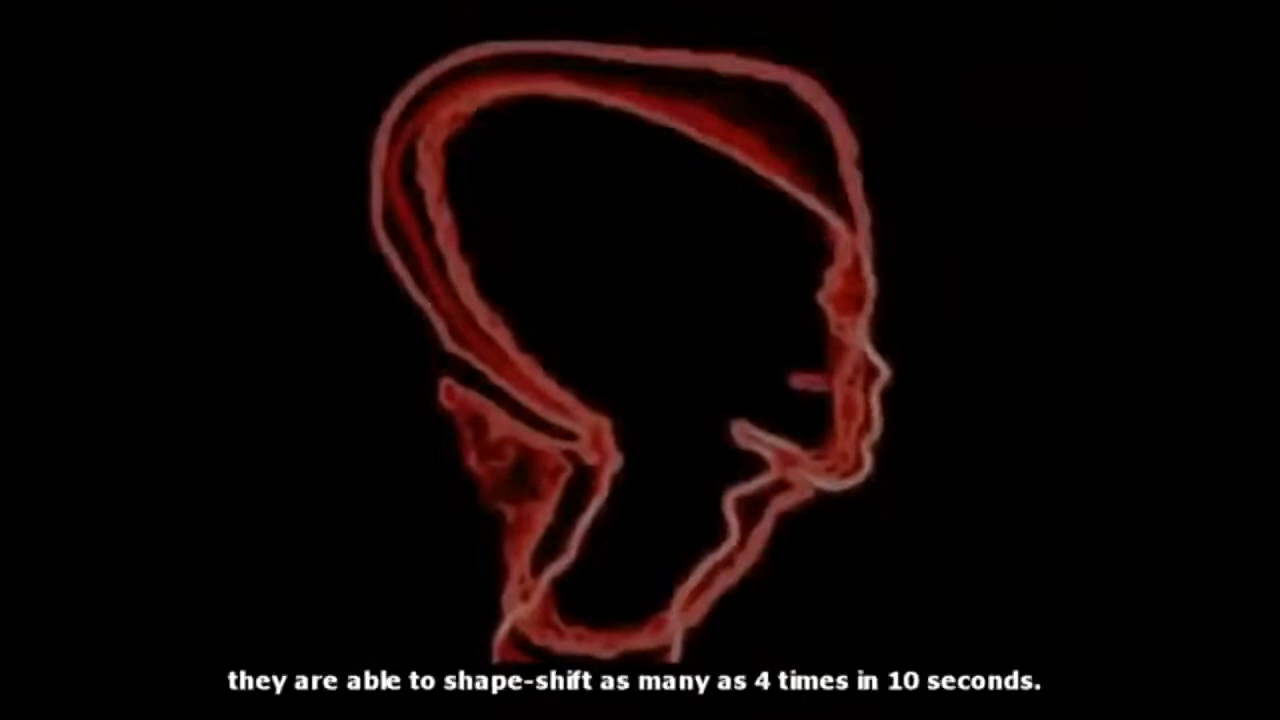 they are able to shape-shift as many as 4 times in 10 seconds.